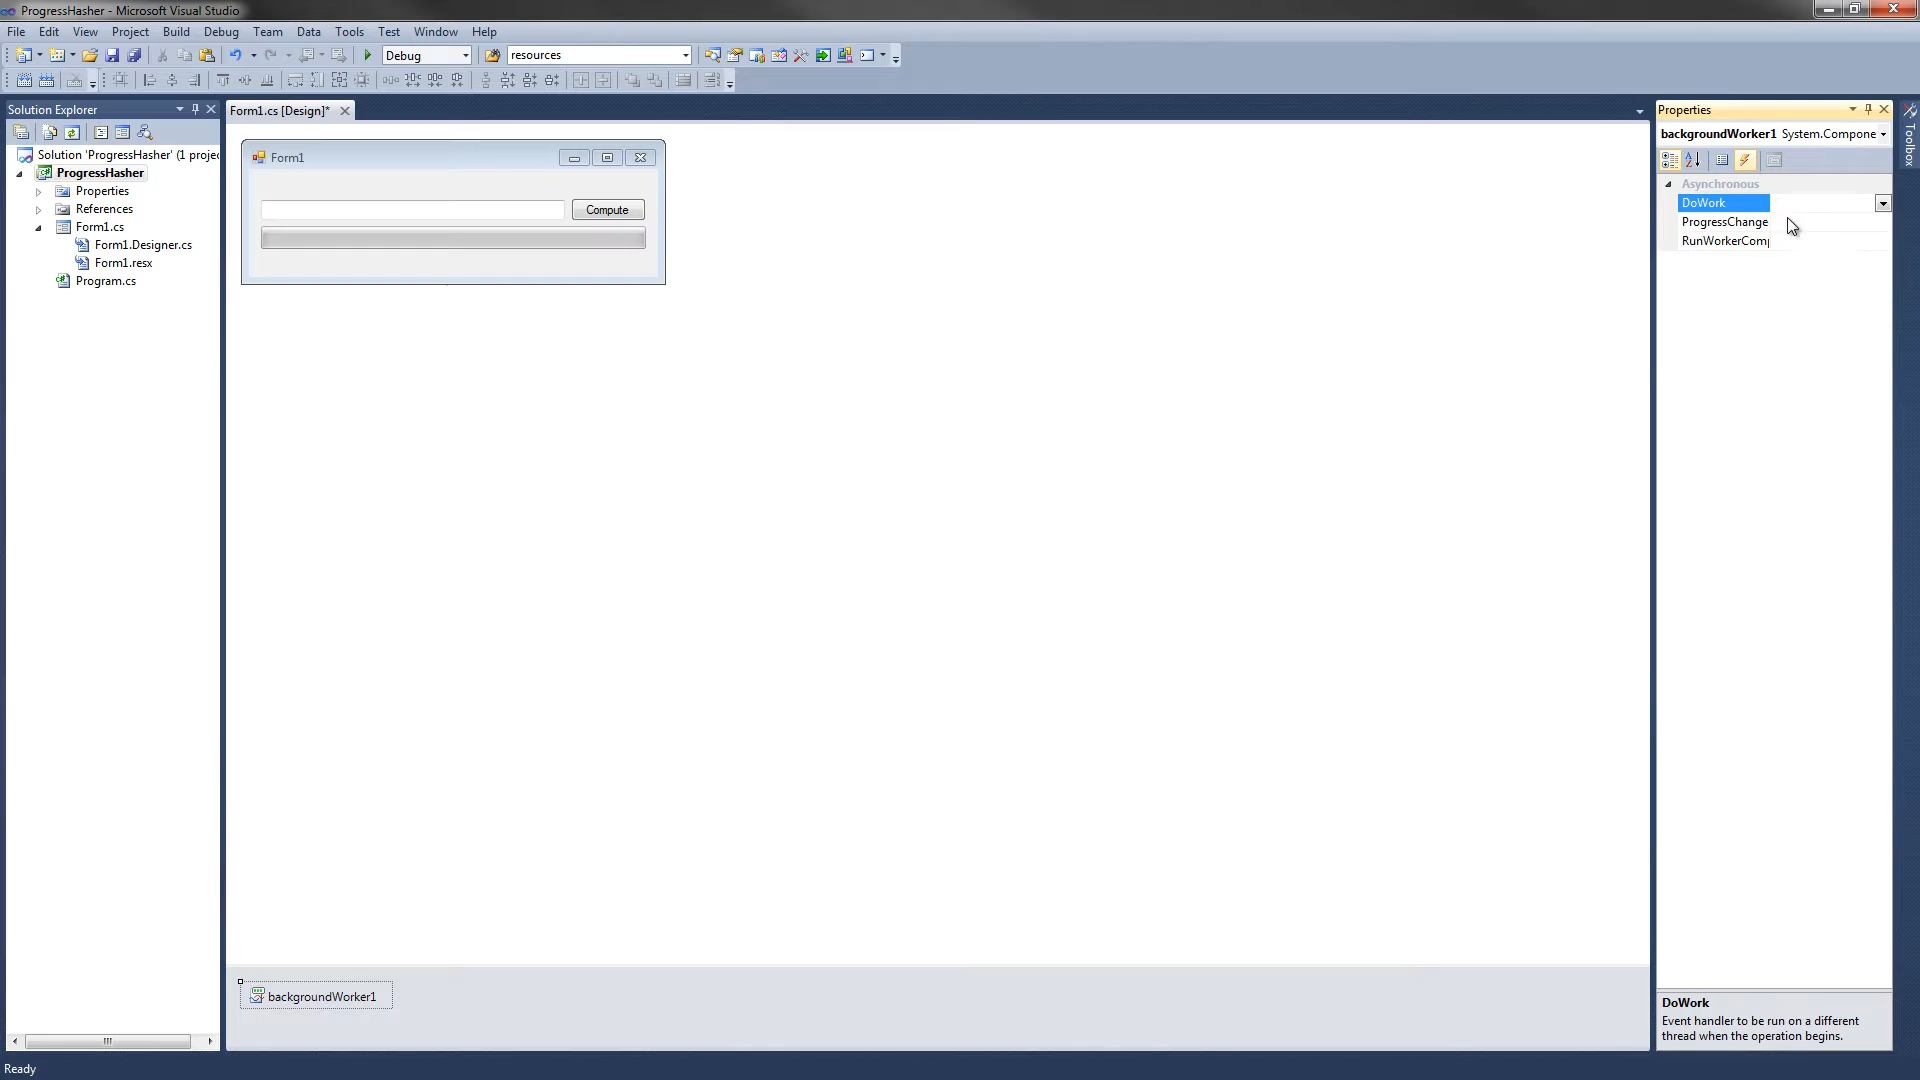 ProgressHasher - Microsoft Visual Studio
File Edit View Project Build Debug Team Data Tools Test Window Help
Debug resources
Solution Explorer
Form1.cs [Design]*
Properties
Toolbox
Solution 'ProgressHasher' (1 projec
ProgressHasher
Properties
References
Form1.cs
Form1.Designer.cs
Form1.resx
Program.cs
Form1
Compute
backgroundWorker1
backgroundWorker1 System.Compone
Asynchronous
DoWork
ProgressChange
RunWorkerComp
DoWork
Event handler to be run on a different
thread when the operation begins.
Ready